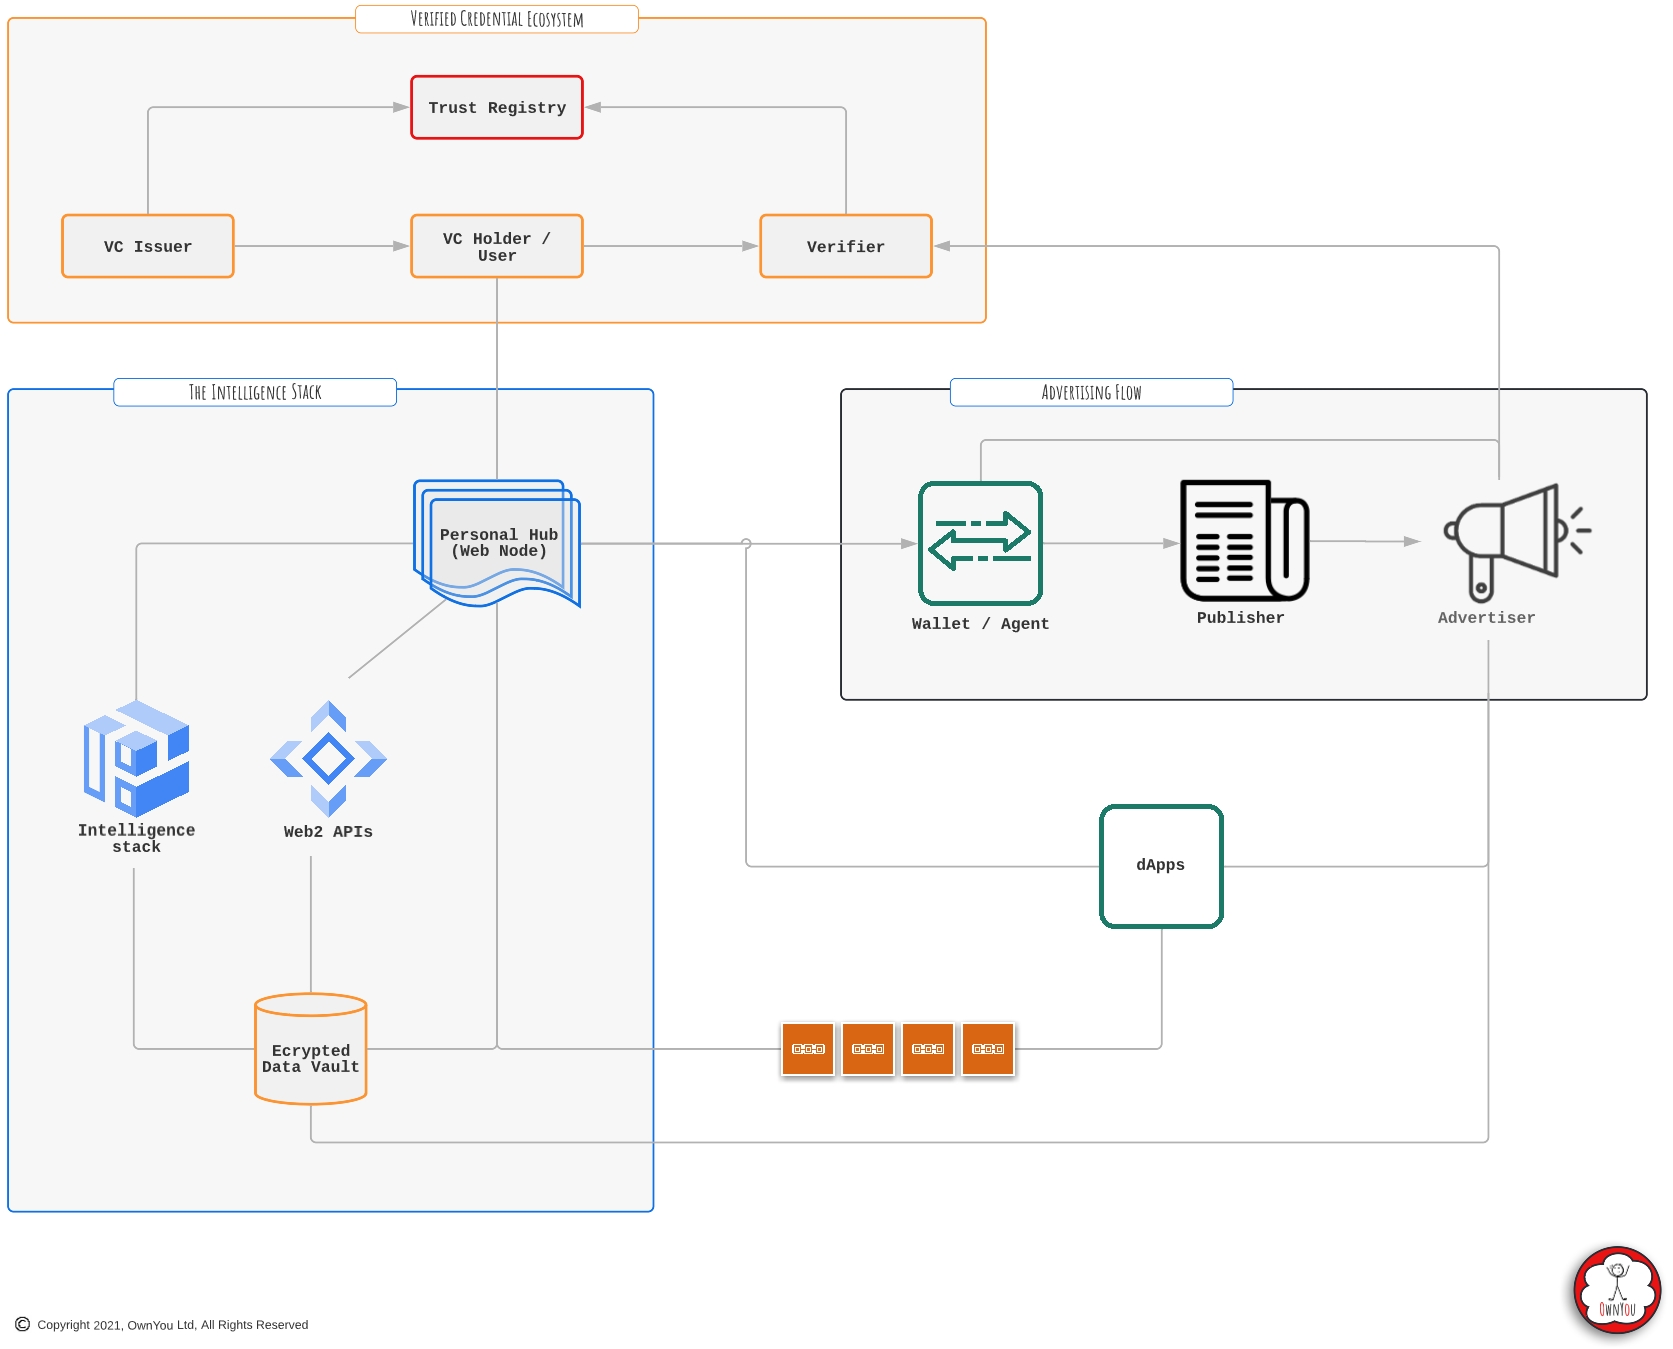 Verified Credential Ecosystem
Trust Registry
VC Issuer
VC Holder /
User
Verifier
The Intelligence Stack
Advertising Flow
Personal Hub
(Web Node)
Wallet / Agent
Publisher
Advertiser
Intelligence
stack
Web2 APIs
dApps
Ecrypted
Data Vault
OwnYou
© Copyright 2021, OwnYou Ltd, All Rights Reserved